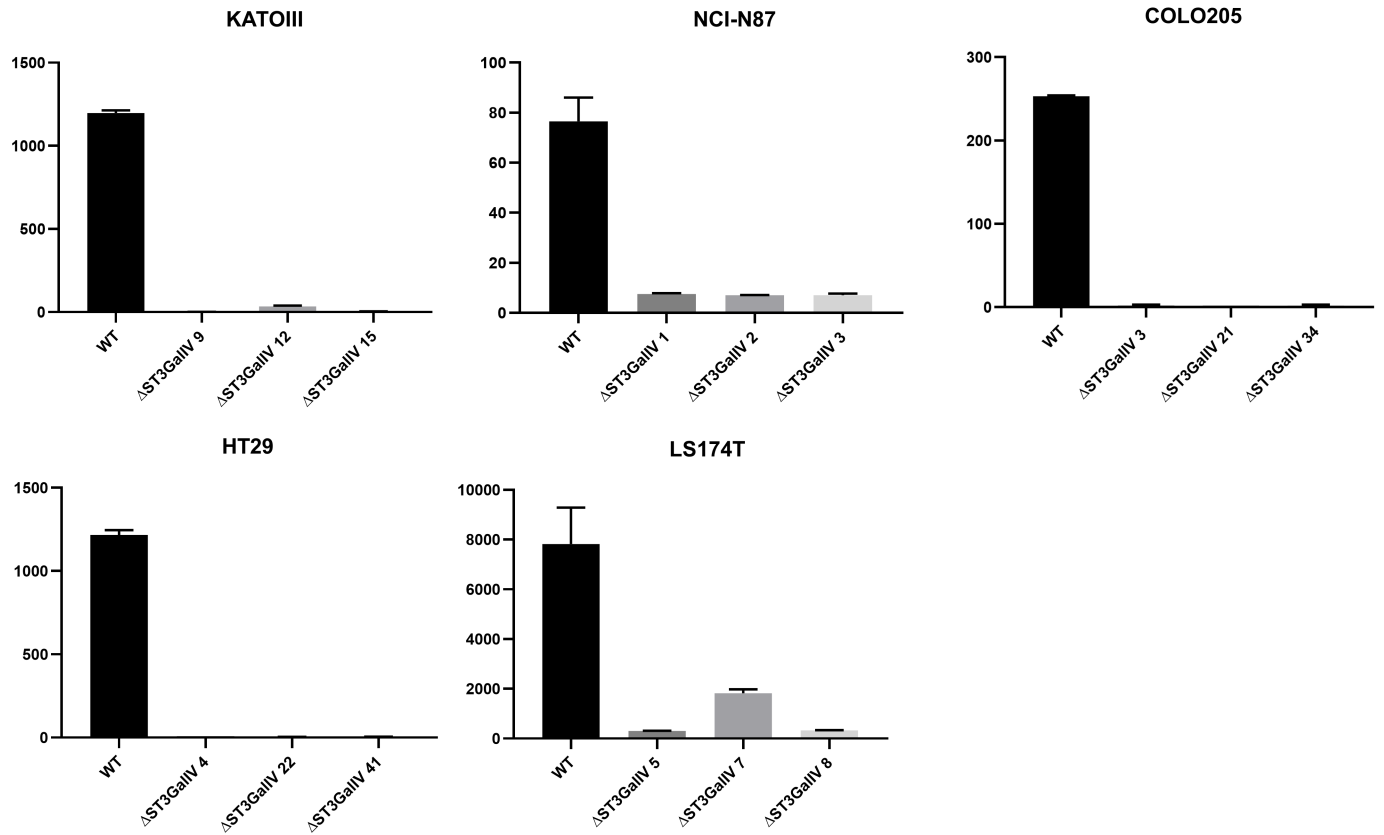 KATOIII
1500
1000
500
0
WT
ΔST3GalIV 9
ΔST3GalIV 12
ΔST3GalIV 15
NCI-N87
100
80
60
40
20
0
WT
ΔST3GalIV 1
ΔST3GalIV 2
ΔST3GalIV 3
COLO205
300
200
100
0
WT
ΔST3GalIV 3
ΔST3GalIV 21
ΔST3GalIV 34
HT29
1500
1000
500
0
WT
ΔST3GalIV 4
ΔST3GalIV 22
ΔST3GalIV 41
LS174T
10000
8000
6000
4000
2000
0
WT
ΔST3GalIV 5
ΔST3GalIV 7
ΔST3GalIV 8